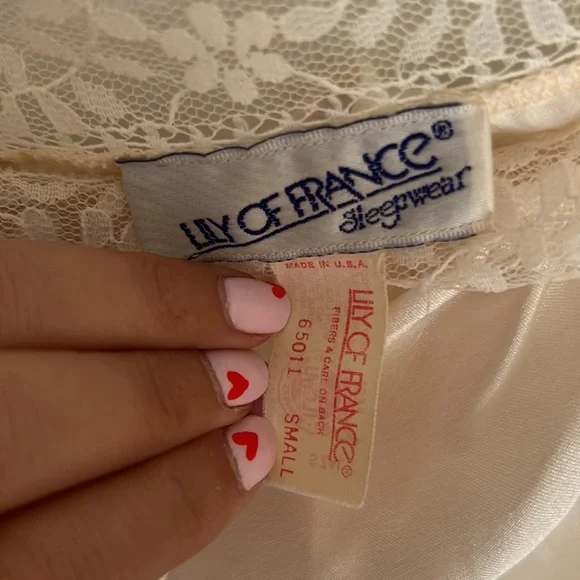 LILY OF FRANCE®
Sleepwear
MADE IN U.S.A.
LILY OF FRANCE®
FIBERS & CARE ON BACK
65011 SMALL